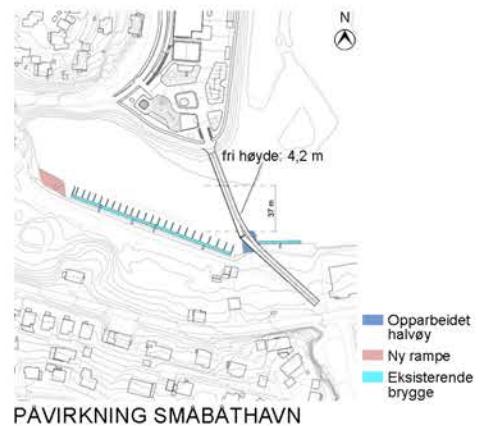 N
fri høyde: 4,2 m
37 m
Opparbeidet
halvøy
Ny rampe
Eksisterende
brygge
PÅVIRKNING SMÅBÅTHAVN